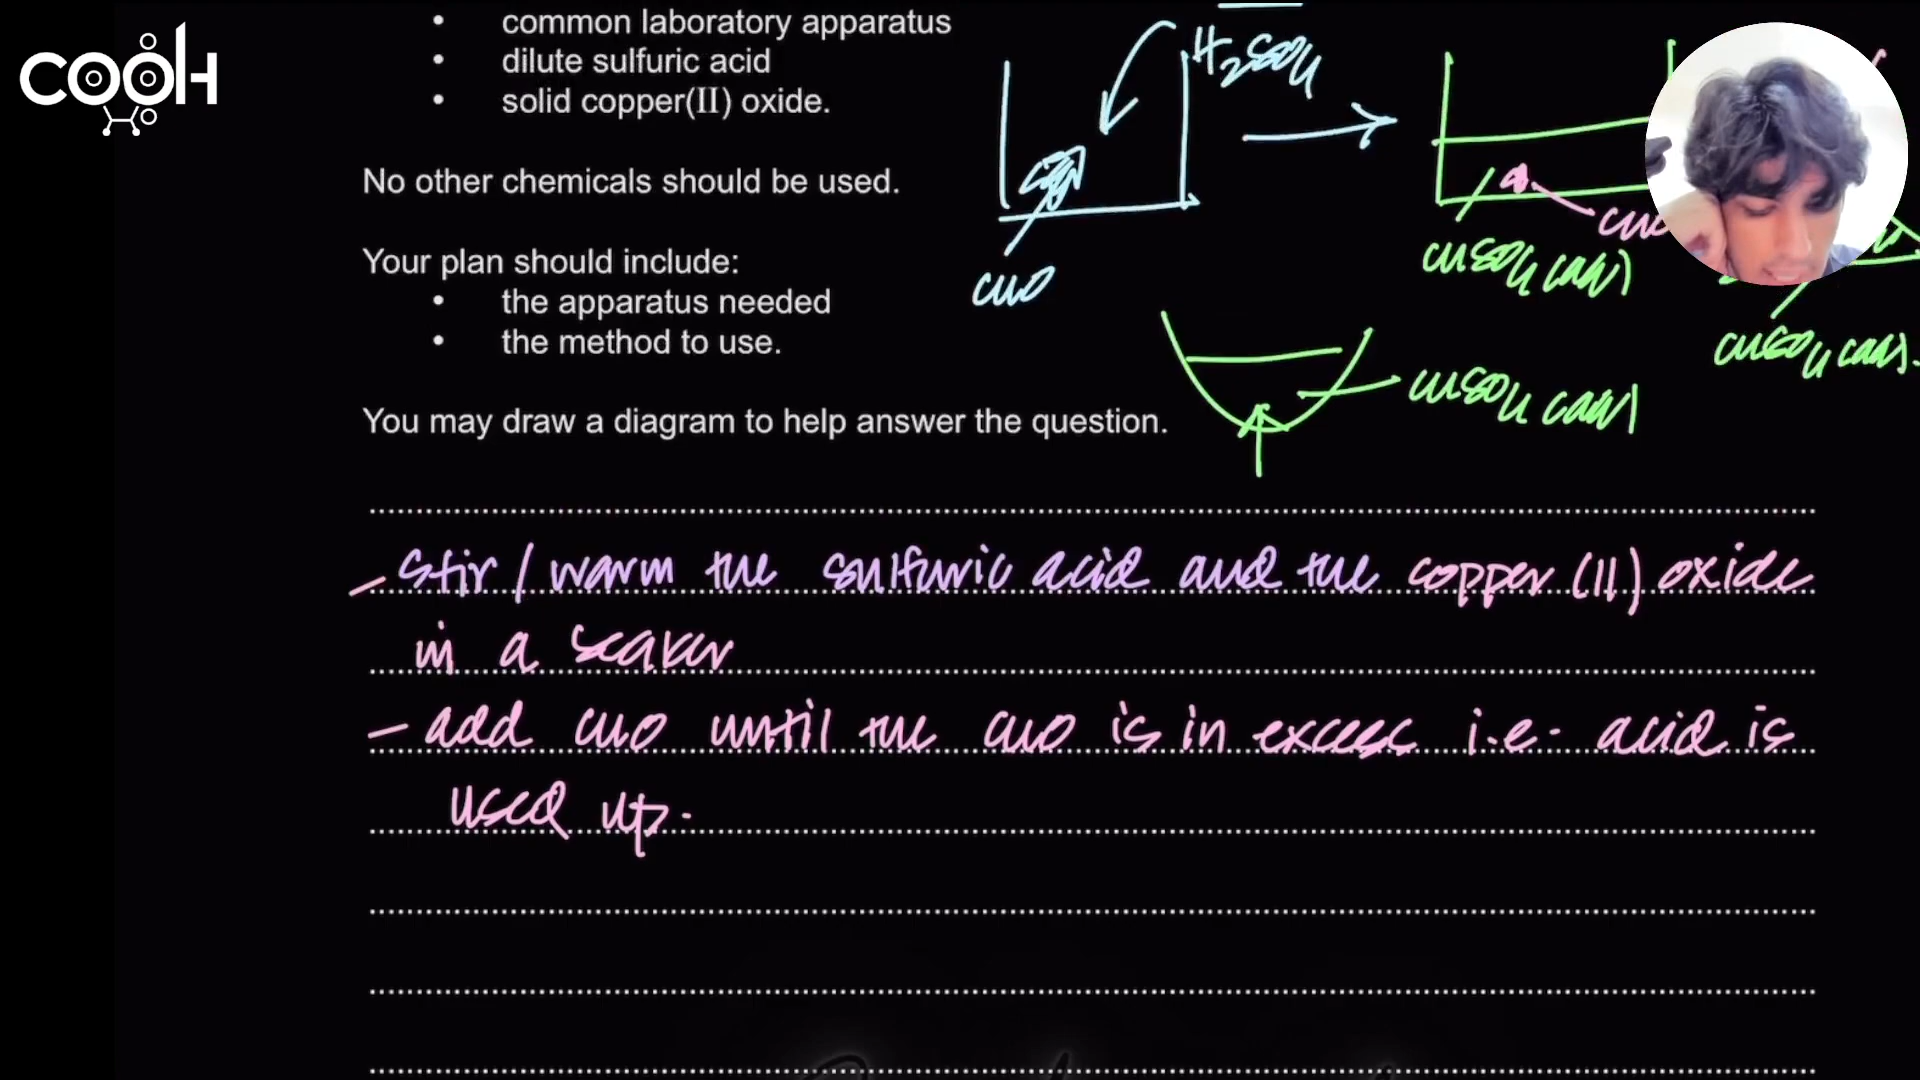 COOH
• common laboratory apparatus
• dilute sulfuric acid
• solid copper(II) oxide.
No other chemicals should be used.
Your plan should include:
• the apparatus needed
• the method to use.
You may draw a diagram to help answer the question.
H₂SO₄
CuO
CuSO₄(aq)
CuSO₄(aq).
CuSO₄(aq)
- Stir / warm the sulfuric acid and the copper (II) oxide
in a beaker
- add CuO until the CuO is in excess i.e. acid is
used up.